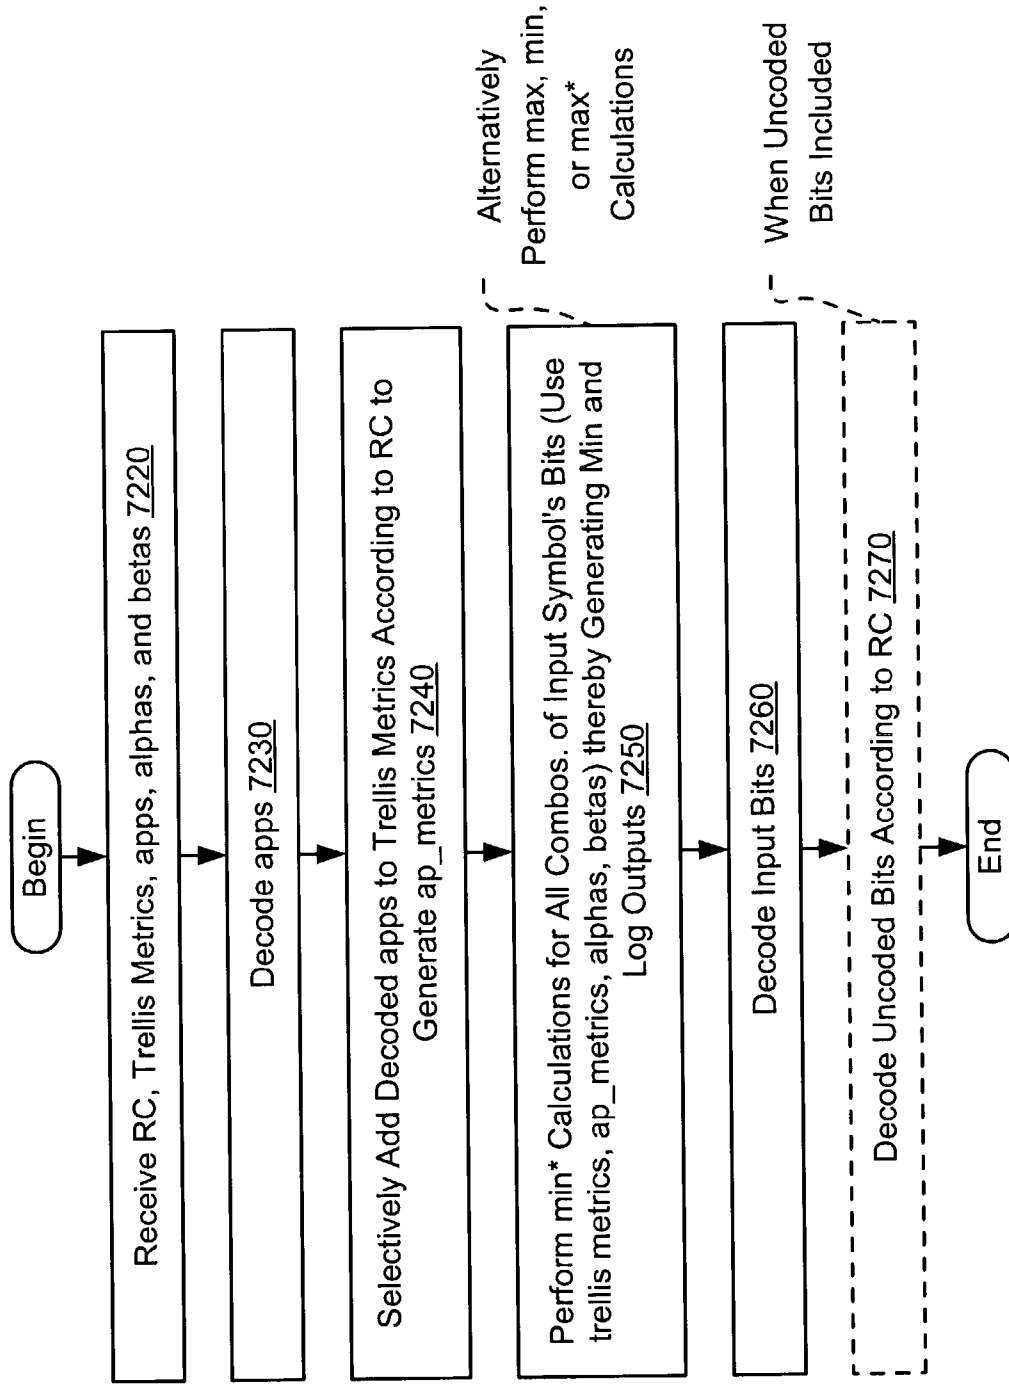 Begin
Receive RC, Trellis Metrics, apps, alphas, and betas 7220
Decode apps 7230
Selectively Add Decoded apps to Trellis Metrics According to RC to
Generate ap_metrics 7240
Perform min* Calculations for All Combos. of Input Symbol's Bits (Use
trellis metrics, ap_metrics, alphas, betas) thereby Generating Min and
Log Outputs 7250
Alternatively
Perform max, min,
or max*
Calculations
Decode Input Bits 7260
Decode Uncoded Bits According to RC 7270
When Uncoded
Bits Included
End